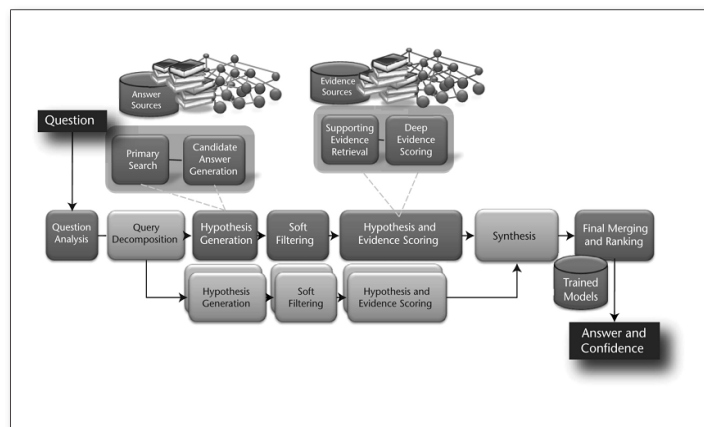 Answer
Sources
Evidence
Sources
Question
Primary
Search
Candidate
Answer
Generation
Supporting
Evidence
Retrieval
Deep
Evidence
Scoring
Question
Analysis
Query
Decomposition
Hypothesis
Generation
Soft
Filtering
Hypothesis and
Evidence Scoring
Synthesis
Final Merging
and Ranking
Hypothesis
Generation
Soft
Filtering
Hypothesis and
Evidence Scoring
Trained
Models
Answer and
Confidence